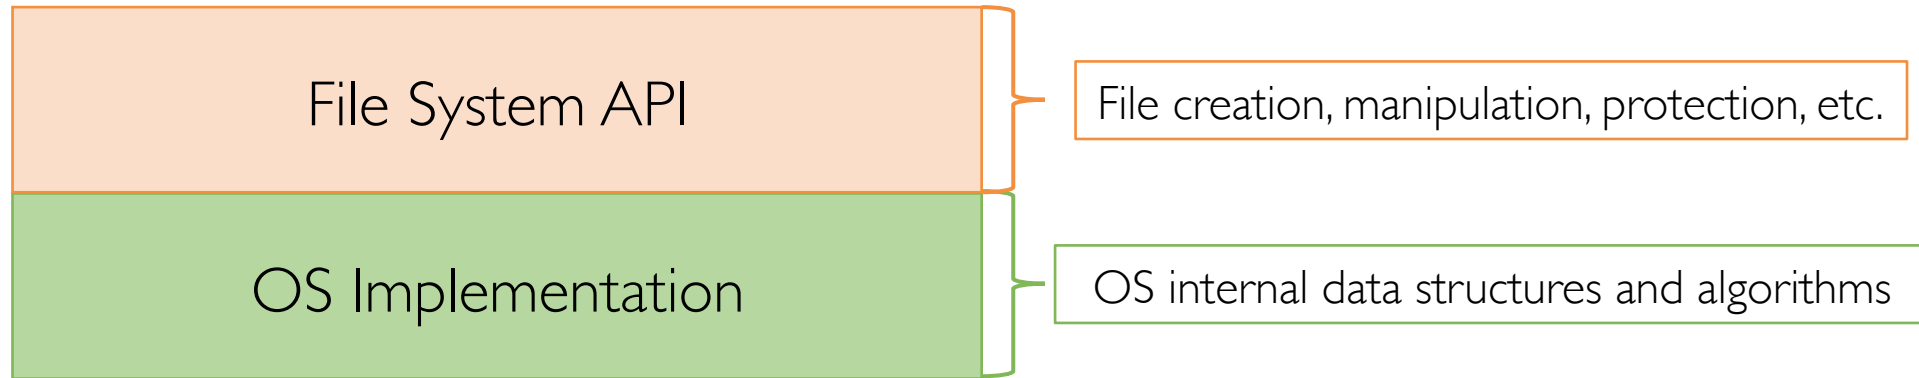 File System API
File creation, manipulation, protection, etc.
OS Implementation
OS internal data structures and algorithms